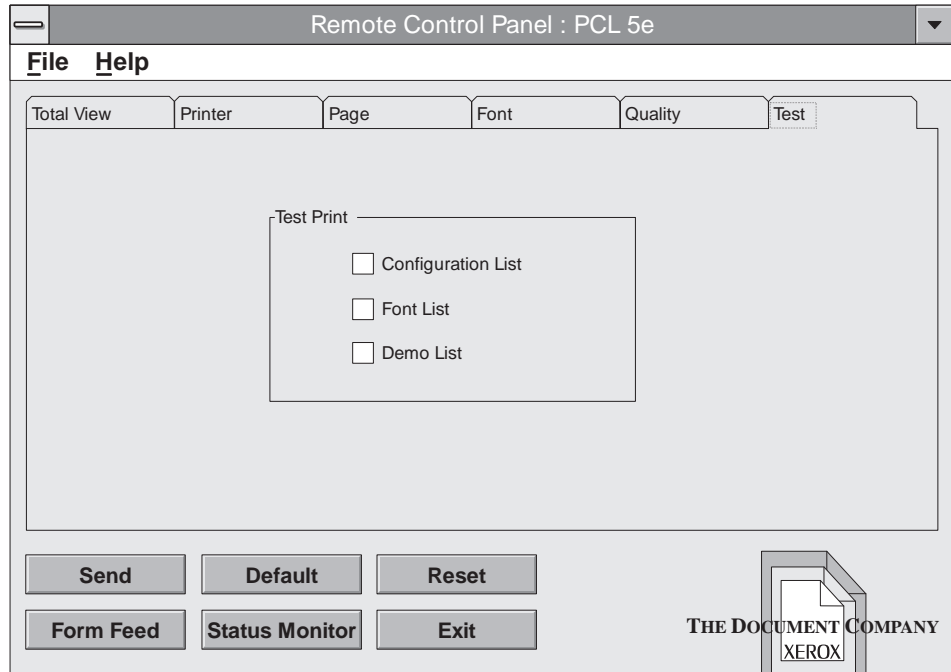 Remote Control Panel : PCL 5e
File Help
Total View Printer Page Font Quality Test
Test Print
Configuration List
Font List
Demo List
Send Default Reset
Form Feed Status Monitor Exit
THE DOCUMENT COMPANY
XEROX